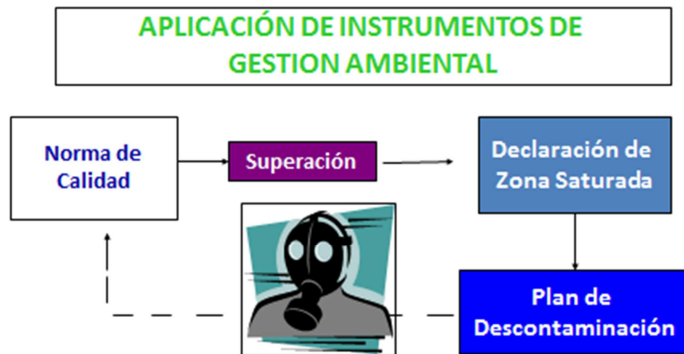 APLICACIÓN DE INSTRUMENTOS DE
GESTION AMBIENTAL
Norma de
Calidad
Superación
Declaración de
Zona Saturada
Plan de
Descontaminación